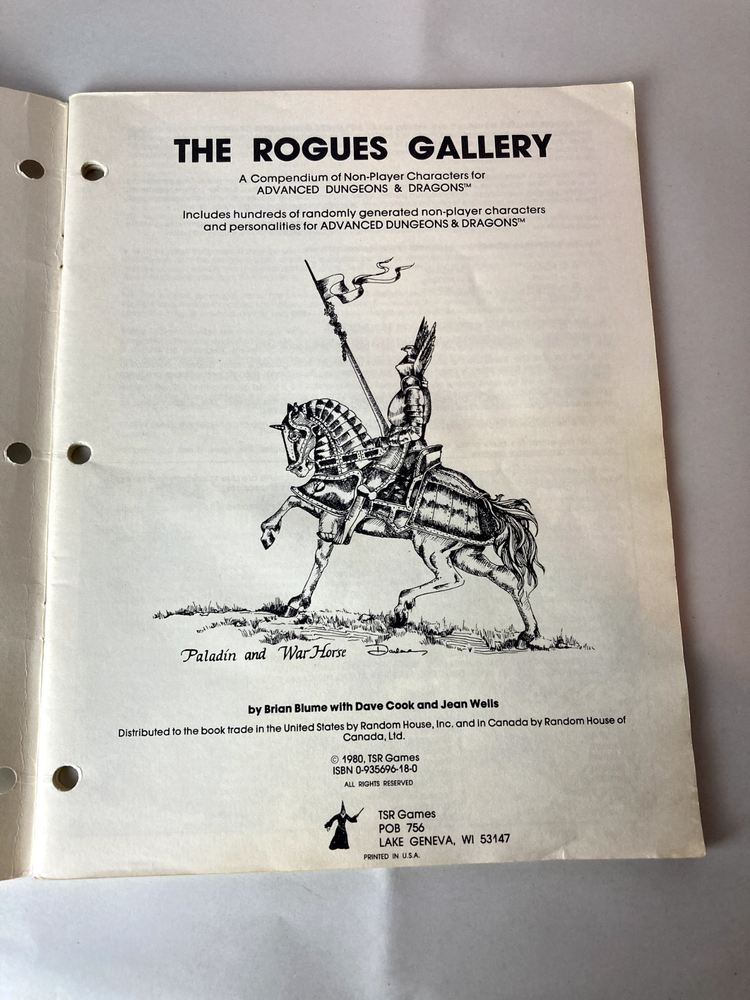 THE ROGUES GALLERY
A Compendium of Non-Player Characters for
ADVANCED DUNGEONS & DRAGONS™
Includes hundreds of randomly generated non-player characters
and personalities for ADVANCED DUNGEONS & DRAGONS™
Paladin and War Horse
by Brian Blume with Dave Cook and Jean Wells
Distributed to the book trade in the United States by Random House, Inc. and in Canada by Random House of
Canada, Ltd.
© 1980, TSR Games
ISBN 0-935696-18-0
ALL RIGHTS RESERVED
TSR Games
POB 756
LAKE GENEVA, WI 53147
PRINTED IN U.S.A.